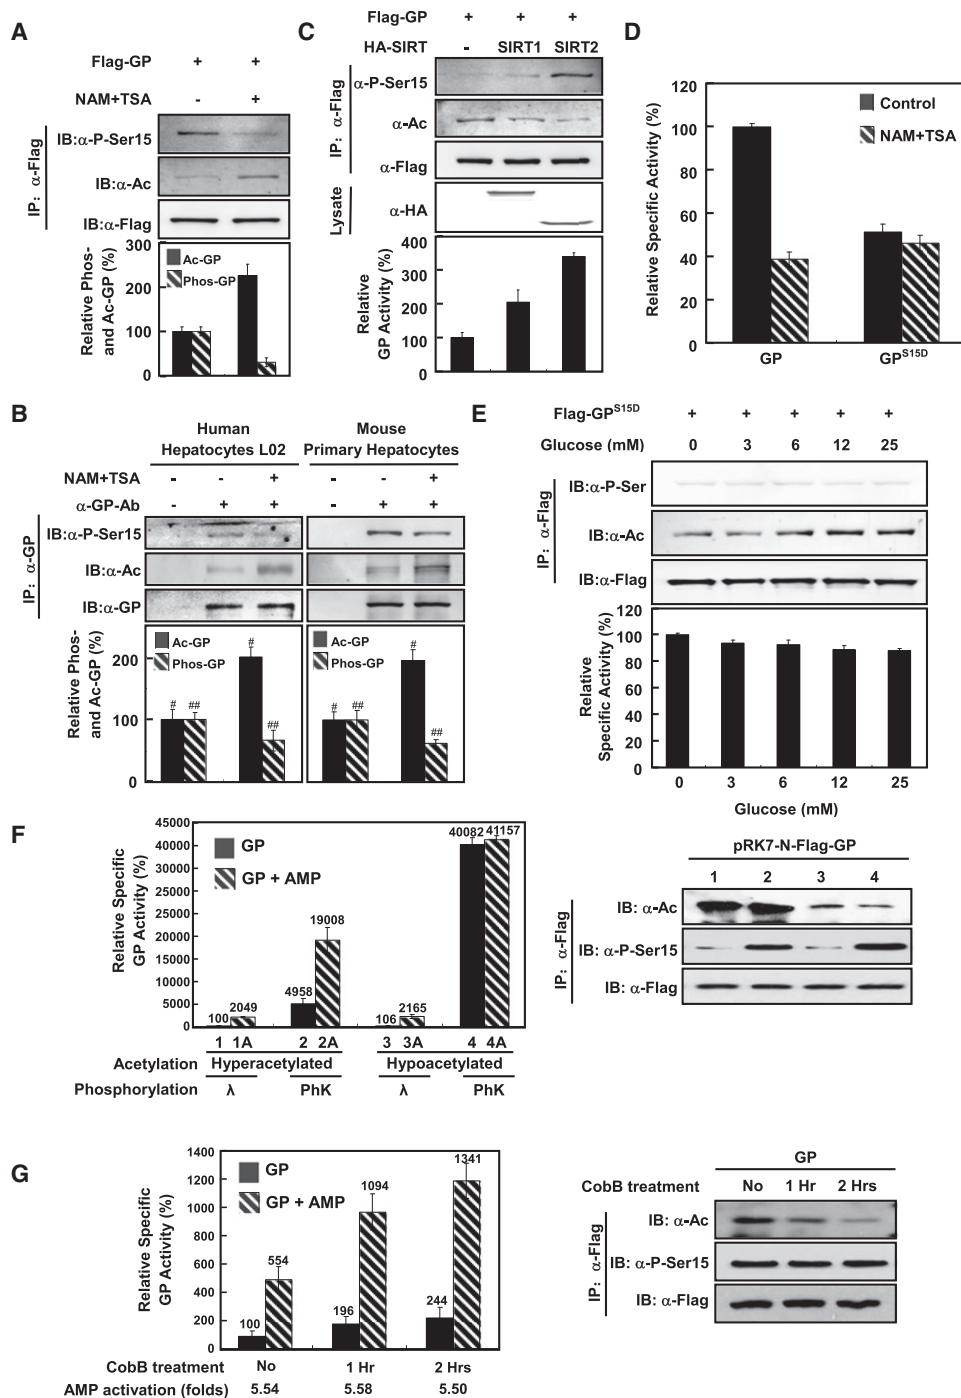 A
Flag-GP + +
NAM+TSA - +
IP: α-Flag
IB:α-P-Ser15
IB:α-Ac
IB:α-Flag
Relative Phos-
and Ac-GP (%)
300
200
100
0
Ac-GP
Phos-GP
B
Human
Hepatocytes L02
Mouse
Primary Hepatocytes
NAM+TSA - - + - - +
α-GP-Ab - + + - + +
IP: α-GP
IB:α-P-Ser15
IB:α-Ac
IB:α-GP
Relative Phos-
and Ac-GP (%)
200
100
0
Ac-GP
Phos-GP
# ## # ##
Ac-GP
Phos-GP
# ## # ##
C
Flag-GP + + +
HA-SIRT - SIRT1 SIRT2
IP: α-Flag
α-P-Ser15
α-Ac
α-Flag
Lysate
α-HA
Relative
GP Activity (%)
400
300
200
100
0
D
Relative Specific Activity (%)
120
100
80
60
40
20
0
Control
NAM+TSA
GP GP^S15D
E
Flag-GP^S15D + + + + +
Glucose (mM) 0 3 6 12 25
IP: α-Flag
IB:α-P-Ser
IB:α-Ac
IB:α-Flag
Relative
Specific Activity (%)
100
80
60
40
20
0
0 3 6 12 25
Glucose (mM)
F
Relative Specific
GP Activity (%)
45000
40000
35000
30000
25000
20000
15000
10000
5000
0
GP
GP + AMP
100 2049 4958 19008 106 2165 40082 41157
1 1A 2 2A 3 3A 4 4A
Acetylation Hyperacetylated Hypoacetylated
Phosphorylation λ PhK λ PhK
pRK7-N-Flag-GP
1 2 3 4
IP: α-Flag
IB: α-Ac
IB: α-P-Ser15
IB: α-Flag
G
Relative Specific
GP Activity (%)
1400
1200
1000
800
600
400
200
0
GP
GP + AMP
100 554 196 1094 244 1341
CobB treatment No 1 Hr 2 Hrs
AMP activation (folds) 5.54 5.58 5.50
GP
CobB treatment No 1 Hr 2 Hrs
IP: α-Flag
IB: α-Ac
IB: α-P-Ser15
IB: α-Flag